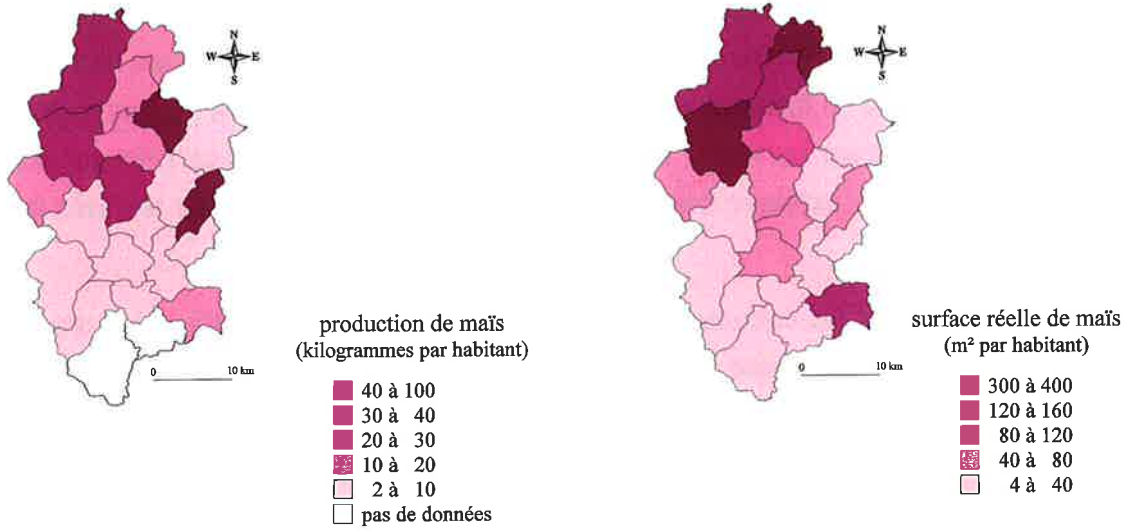 N
W E
S
N
W E
S
production de maïs
(kilogrammes par habitant)
0 10 km
40 à 100
30 à 40
20 à 30
10 à 20
2 à 10
pas de données
surface réelle de maïs
(m² par habitant)
0 10 km
300 à 400
120 à 160
80 à 120
40 à 80
4 à 40